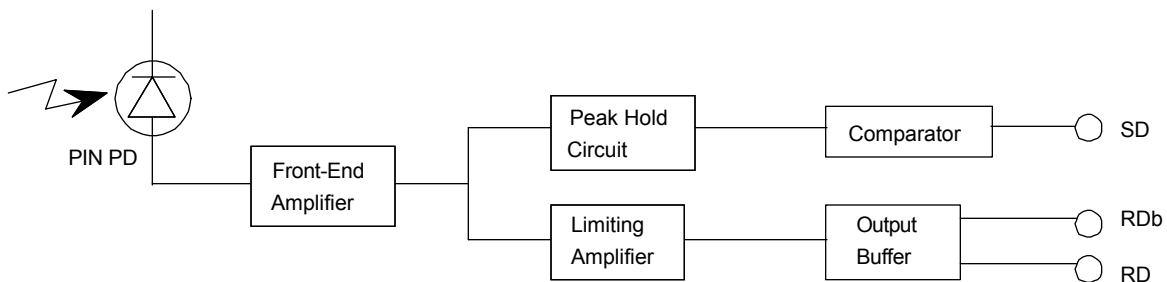 PIN PD
Front-End
Amplifier
Peak Hold
Circuit
Comparator
SD
Limiting
Amplifier
Output
Buffer
RDb
RD